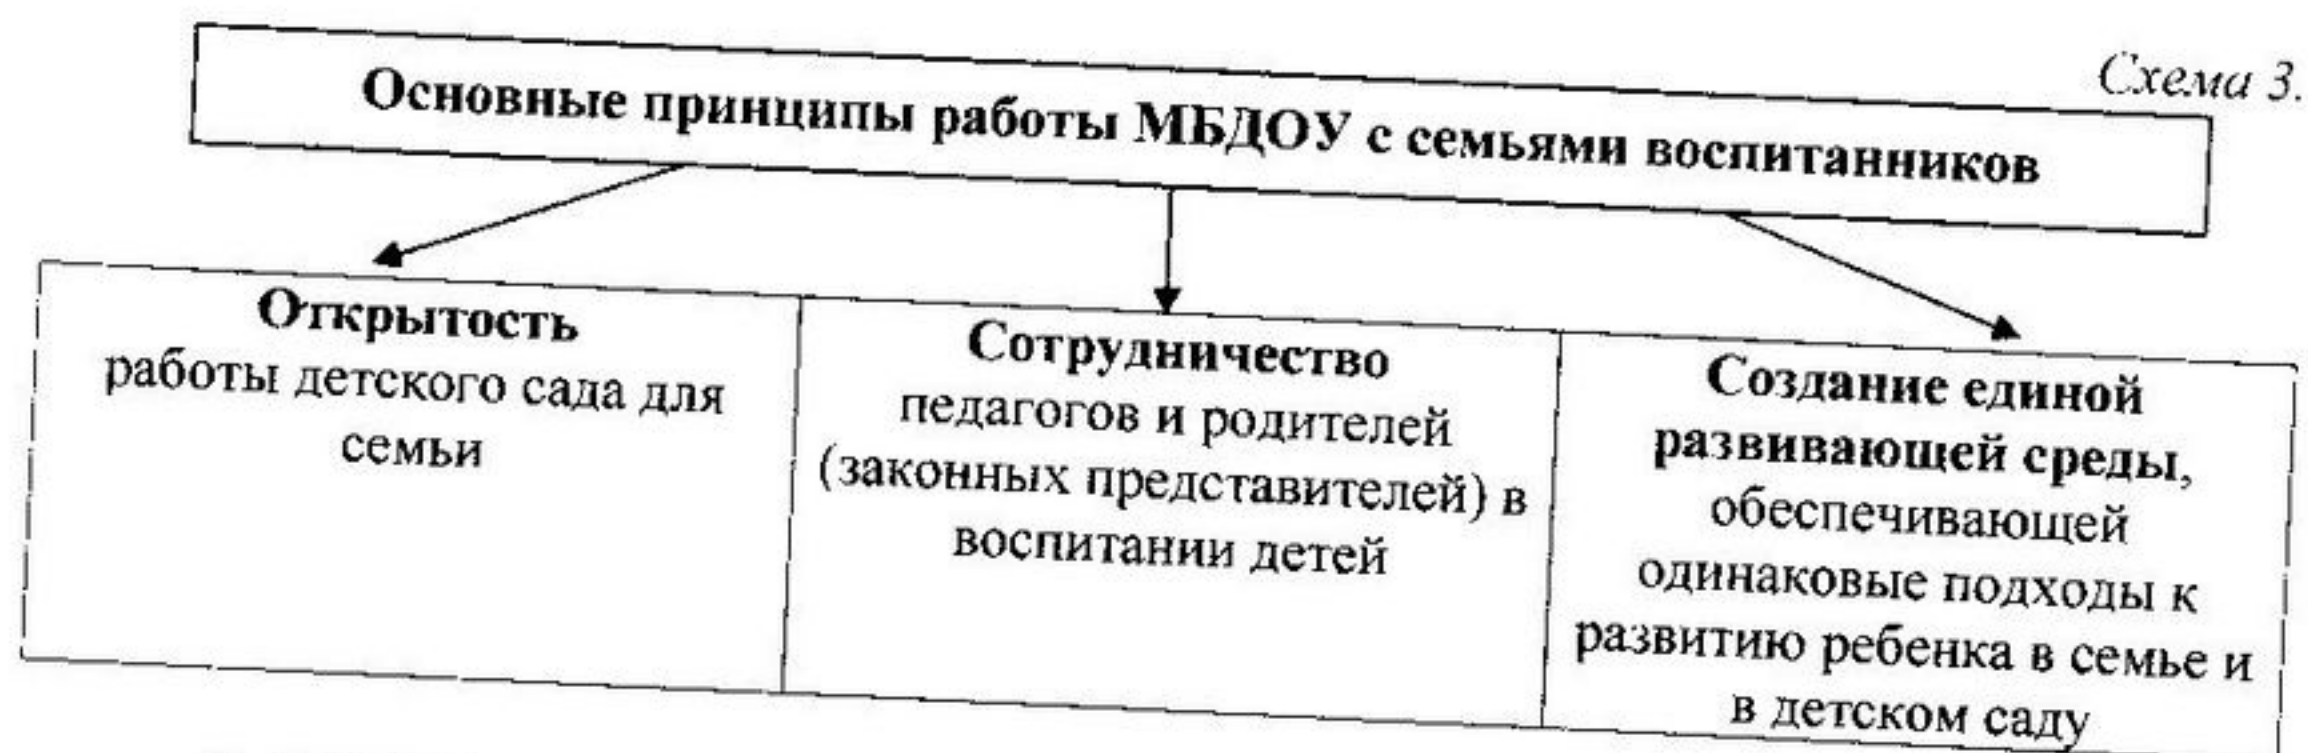 Схема 3.
Основные принципы работы МБДОУ с семьями воспитанников
Открытость
работы детского сада для
семьи
Сотрудничество
педагогов и родителей
(законных представителей) в
воспитании детей
Создание единой
развивающей среды,
обеспечивающей
одинаковые подходы к
развитию ребенка в семье и
в детском саду